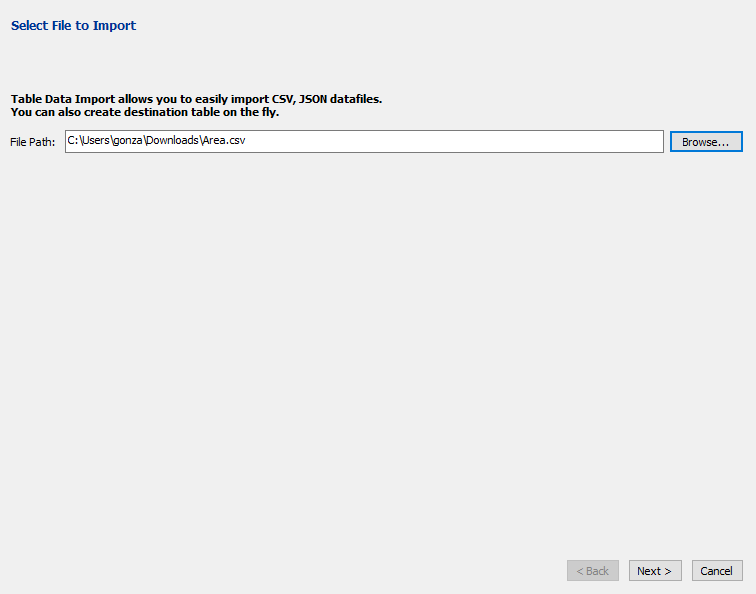 Select File to Import
Table Data Import allows you to easily import CSV, JSON datafiles.
You can also create destination table on the fly.
File Path: C:\Users\gonza\Downloads\Area.csv Browse...
< Back Next > Cancel